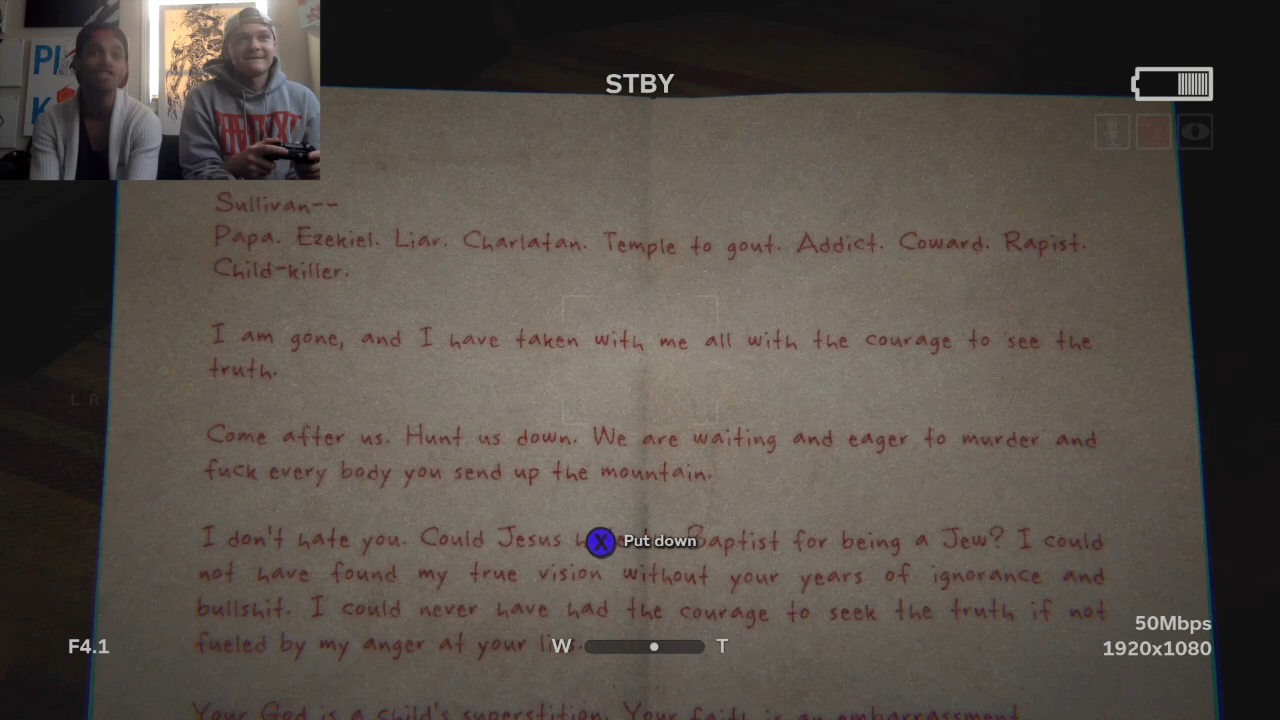 STBY
Sullivan--
Papa. Ezekiel. Liar. Charlatan. Temple to gout. Addict. Coward. Rapist.
Child-killer.
I am gone, and I have taken with me all with the courage to see the
truth.
Come after us. Hunt us down. We are waiting and eager to murder and
fuck every body you send up the mountain.
I don't hate you. Could Jesus Baptist for being a Jew? I could
X Put down
not have found my true vision without your years of ignorance and
bullshit. I could never have had the courage to seek the truth if not
fueled by my anger at your
Your God is a child's superstition. Your faith is an embarrassment
L R
F4.1
W T
50Mbps
1920x1080